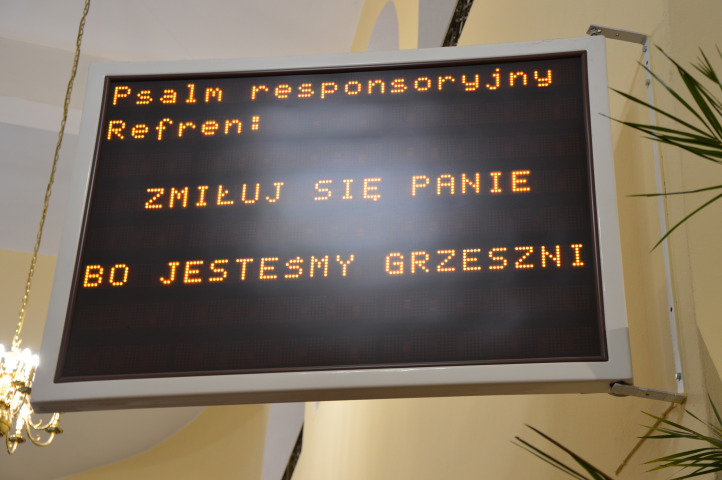 Psalm responsoryjny
Refren:
ZMIŁUJ SIĘ PANIE
BO JESTEŚMY GRZESZNI